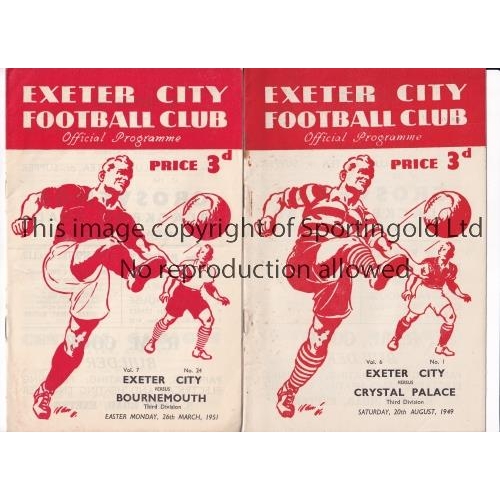 EXETER CITY
FOOTBALL CLUB
Official Programme
PRICE 3d
Vol. 7 No. 24
EXETER CITY
VERSUS
BOURNEMOUTH
Third Division
EASTER MONDAY, 26th MARCH, 1951
EXETER CITY
FOOTBALL CLUB
Official Programme
PRICE 3d
Vol. 6 No. 1
EXETER CITY
VERSUS
CRYSTAL PALACE
Third Division
SATURDAY, 20th AUGUST, 1949
This image copyright of Sportingold Ltd
No reproduction allowed